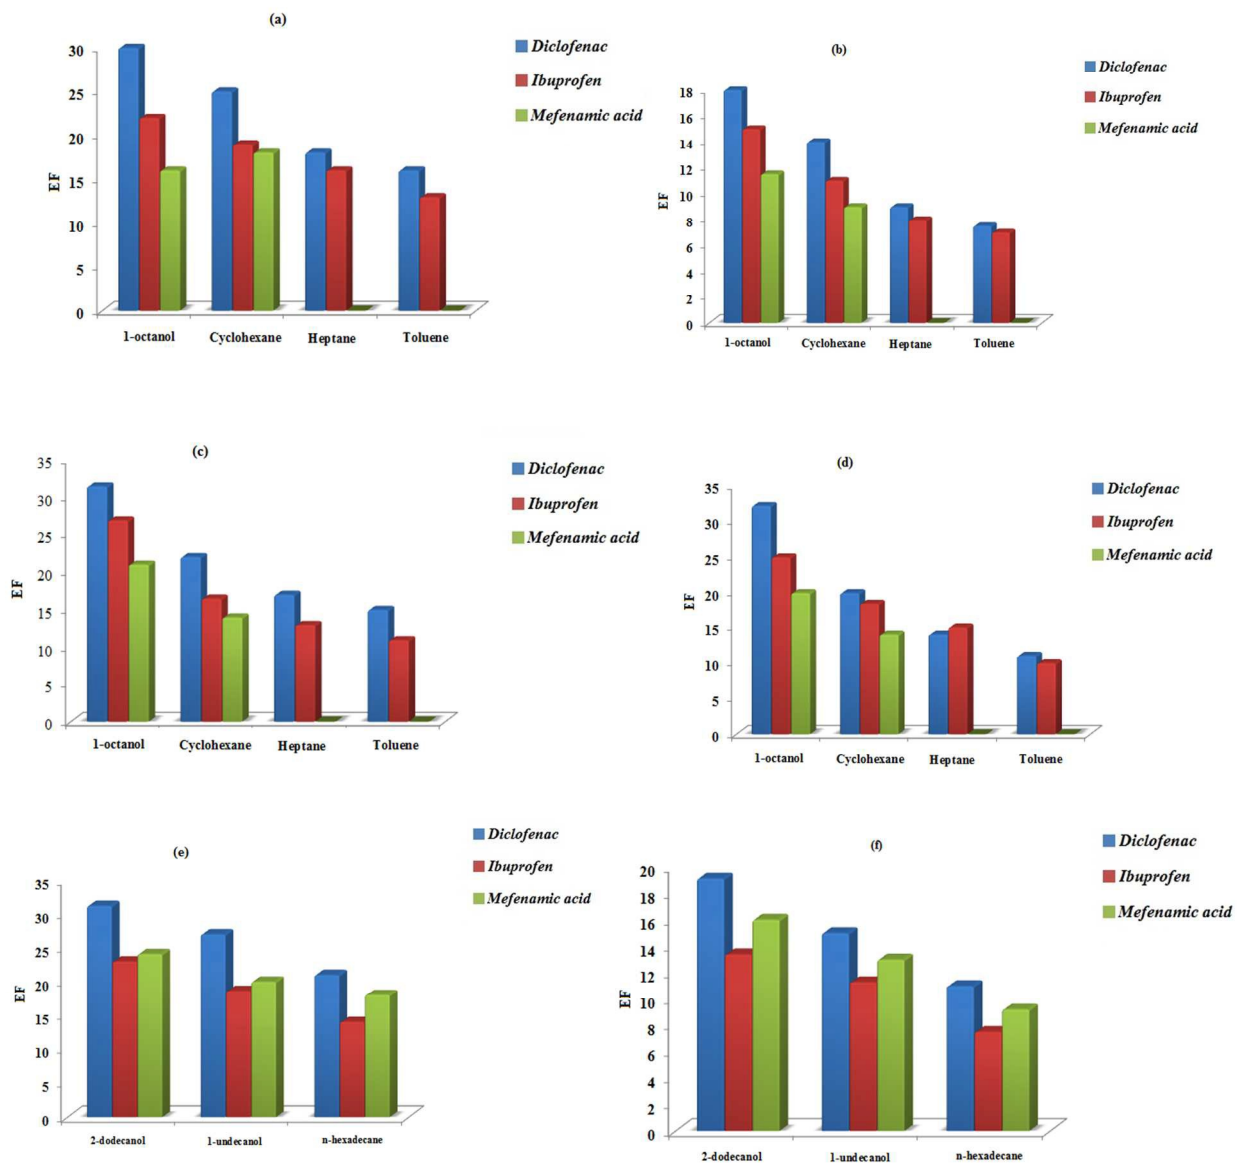 (a)
30
25
20
15
10
5
0
EF
1-octanol
Cyclohexane
Heptane
Toluene
Diclofenac
Ibuprofen
Mefenamic acid
(b)
18
16
14
12
10
8
6
4
2
0
EF
1-octanol
Cyclohexane
Heptane
Toluene
Diclofenac
Ibuprofen
Mefenamic acid
(c)
35
30
25
20
15
10
5
0
EF
1-octanol
Cyclohexane
Heptane
Toluene
Diclofenac
Ibuprofen
Mefenamic acid
(d)
35
30
25
20
15
10
5
0
EF
1-octanol
Cyclohexane
Heptane
Toluene
Diclofenac
Ibuprofen
Mefenamic acid
(e)
35
30
25
20
15
10
5
0
EF
2-dodecanol
1-undecanol
n-hexadecane
Diclofenac
Ibuprofen
Mefenamic acid
(f)
20
18
16
14
12
10
8
6
4
2
0
EF
2-dodecanol
1-undecanol
n-hexadecane
Diclofenac
Ibuprofen
Mefenamic acid